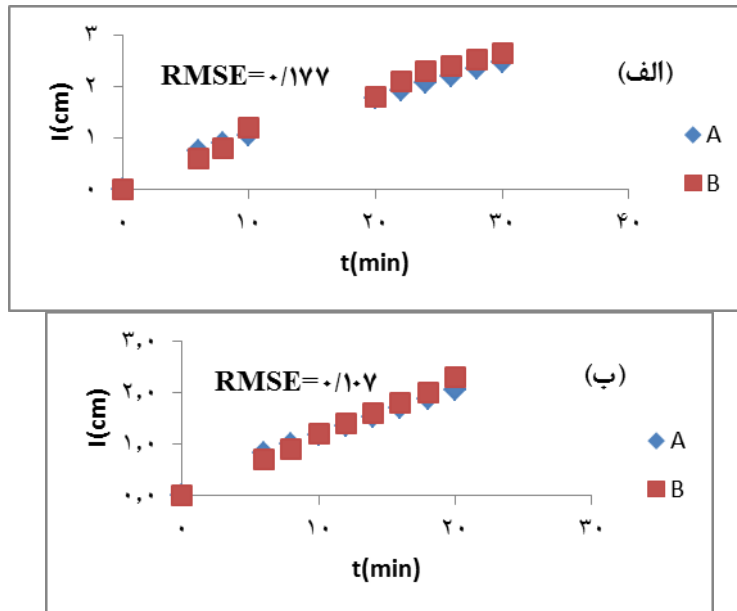 ۳
RMSE=۰/۱۷۷
(الف)
۲
I(cm)
A
۱
B
۰
۰ ۱۰ ۲۰ ۳۰ ۴۰
t(min)
۳,۰
RMSE=۰/۱۰۷
(ب)
۲,۰
I(cm)
A
۱,۰
B
۰,۰
۰ ۱۰ ۲۰ ۳۰
t(min)